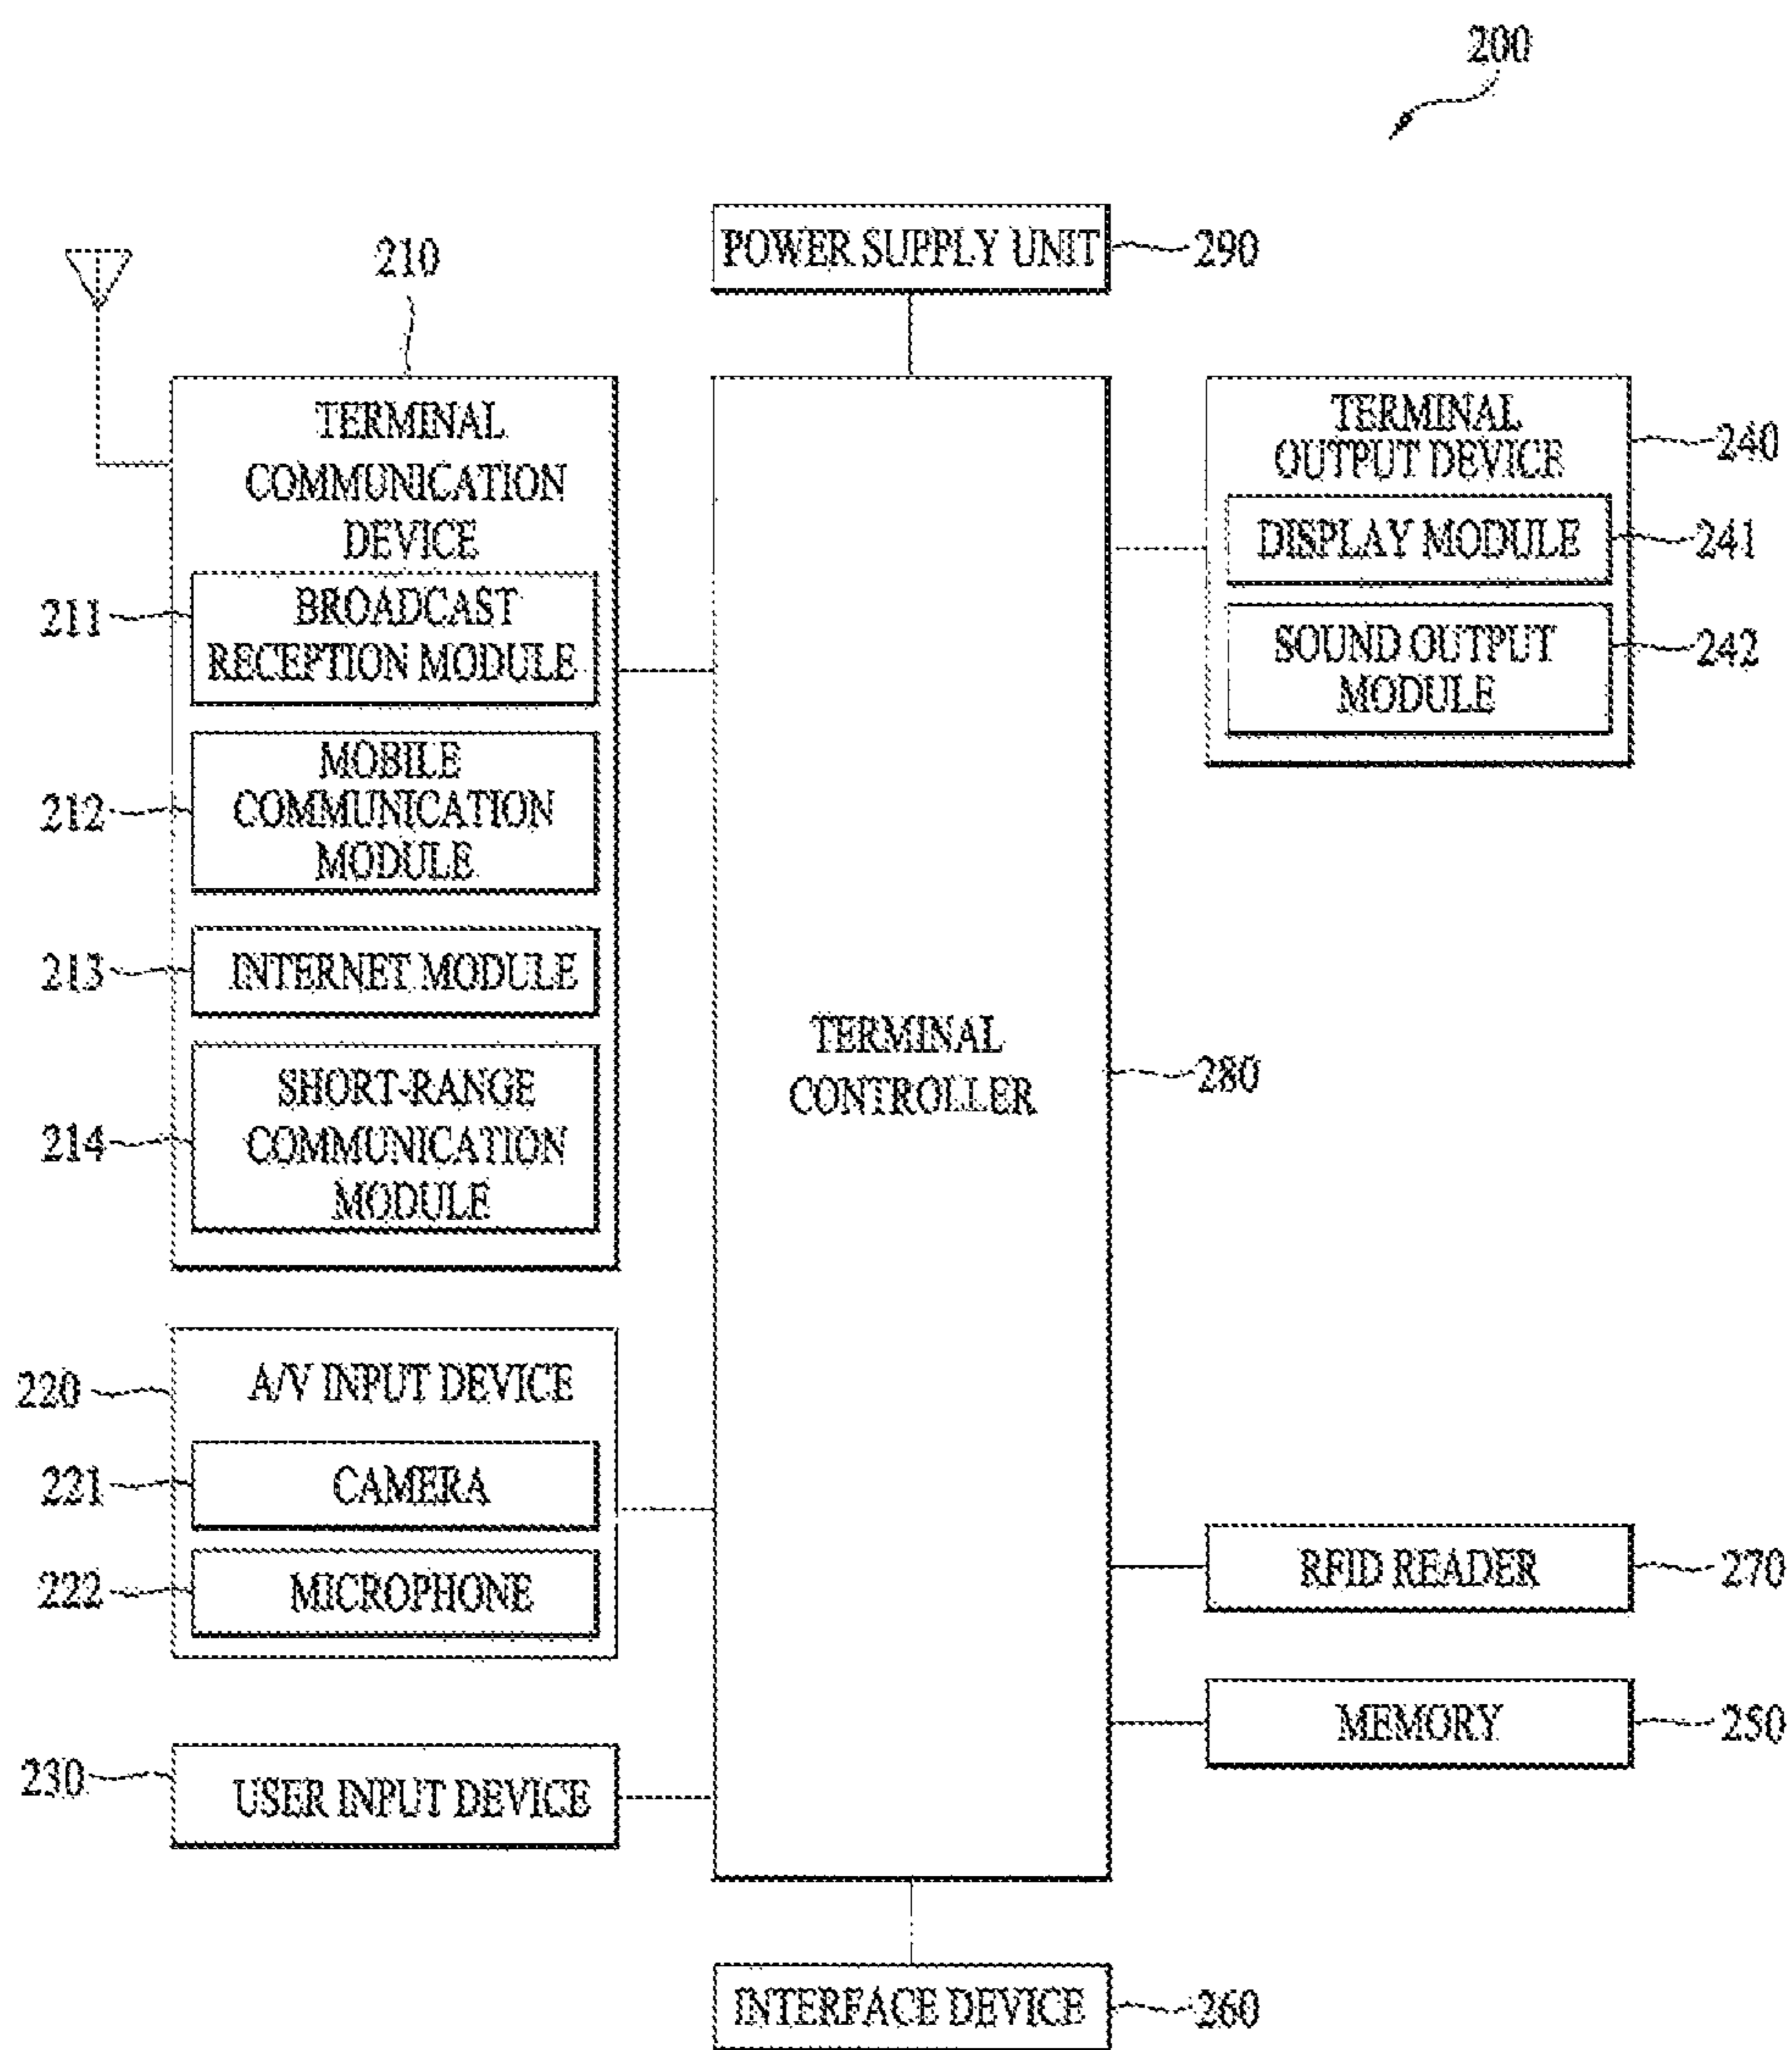 200
POWER SUPPLY UNIT
290
210
TERMINAL
COMMUNICATION
DEVICE
211
BROADCAST
RECEPTION MODULE
212
MOBILE
COMMUNICATION
MODULE
213
INTERNET MODULE
214
SHORT-RANGE
COMMUNICATION
MODULE
220
A/V INPUT DEVICE
221
CAMERA
222
MICROPHONE
230
USER INPUT DEVICE
TERMINAL
CONTROLLER
280
TERMINAL
OUTPUT DEVICE
240
DISPLAY MODULE
241
SOUND OUTPUT
MODULE
242
RFID READER
270
MEMORY
250
INTERFACE DEVICE
260